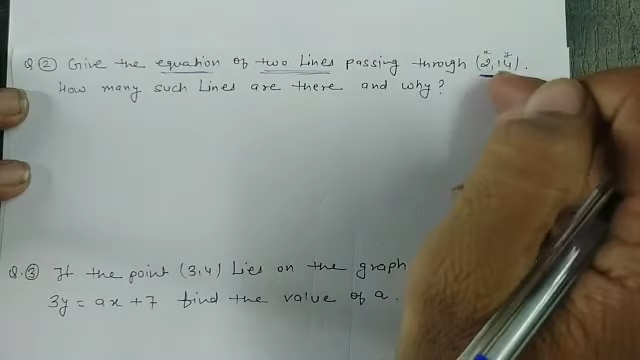 Q ② Give the equation of two Lines passing through (2,14).
x y
How many such Lines are there and why?
Q.③ If the point (3,4) Lies on the graph
3y = ax + 7 find the value of a.